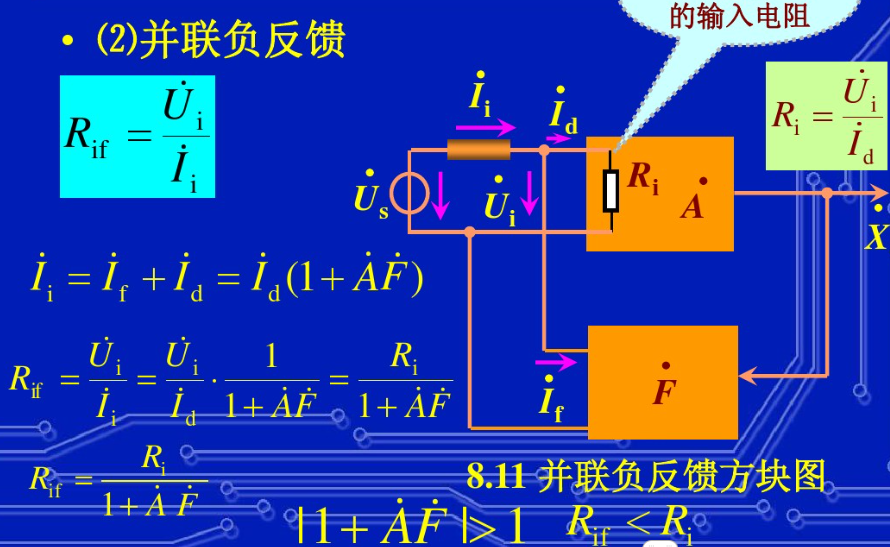 的输入电阻
• ⑵并联负反馈
R_if = U̇_i / İ_i
İ_i
İ_d
R_i = U̇_i / İ_d
U̇_s
U̇_i
R_i
Ȧ
Ẋ
İ_i = İ_f + İ_d = İ_d(1+ ȦḞ)
R_if = U̇_i / İ_i = U̇_i / İ_d · 1 / (1+ ȦḞ) = R_i / (1+ ȦḞ)
İ_f
Ḟ
R_if = R_i / (1+ Ȧ Ḟ)
8.11 并联负反馈方块图
|1+ ȦḞ |> 1 R_if < R_i